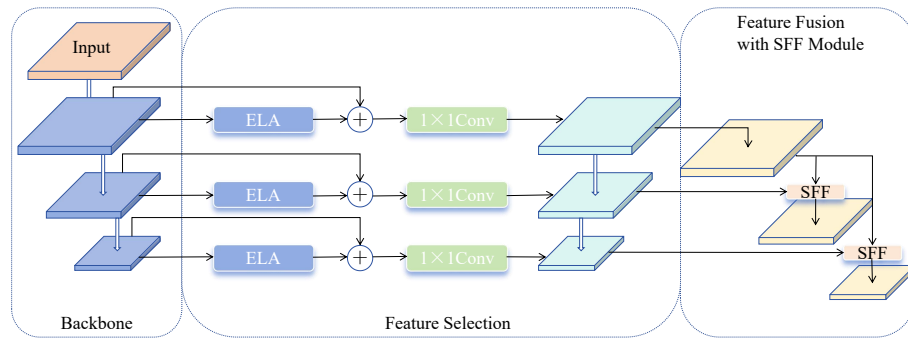 Feature Fusion
with SFF Module
Input
ELA
+
1×1Conv
ELA
+
1×1Conv
SFF
ELA
+
1×1Conv
SFF
Backbone
Feature Selection